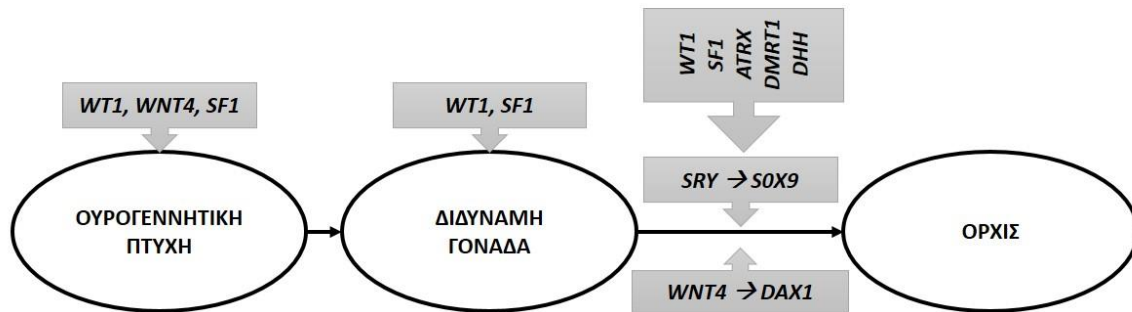 WT1
SF1
ATRX
DMRT1
DHH
WT1, WNT4, SF1
WT1, SF1
SRY → S0X9
ΟΥΡΟΓΕΝΝΗΤΙΚΗ
ΠΤΥΧΗ
ΔΙΔΥΝΑΜΗ
ΓΟΝΑΔΑ
ΟΡΧΙΣ
WNT4 → DAX1